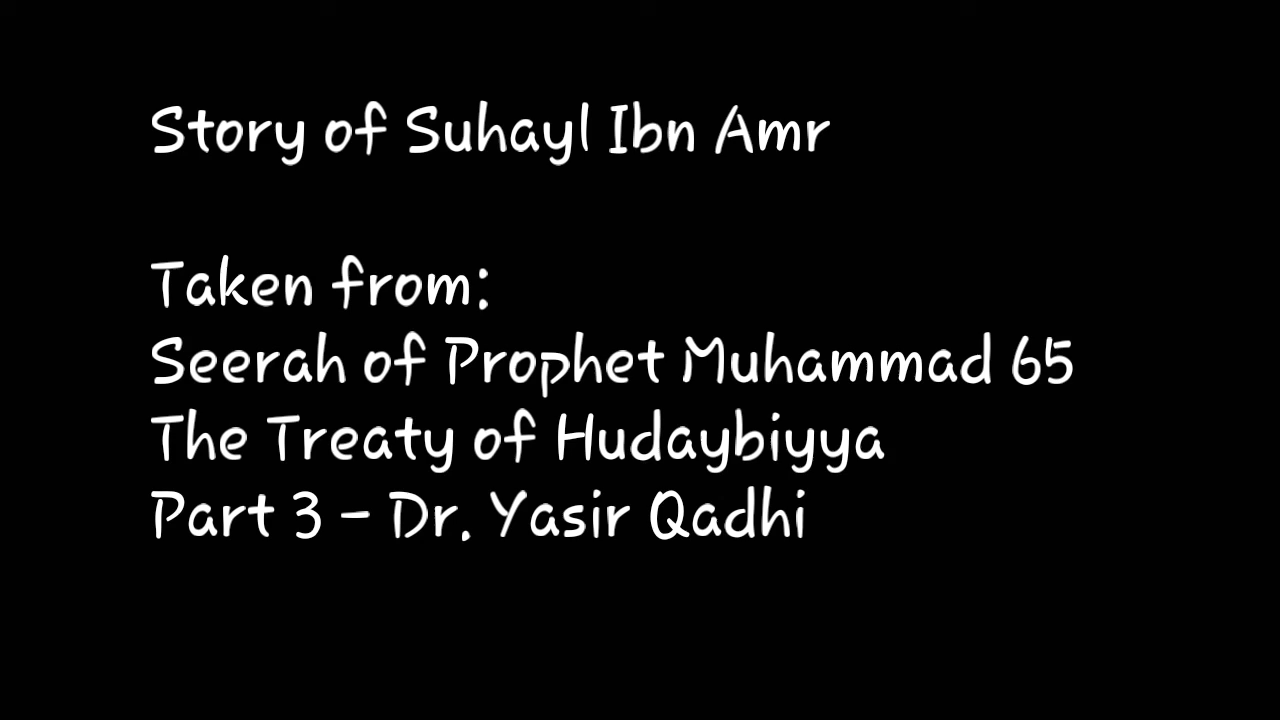 Story of Suhayl Ibn Amr
Taken from:
Seerah of Prophet Muhammad 65
The Treaty of Hudaybiyya
Part 3 - Dr. Yasir Qadhi